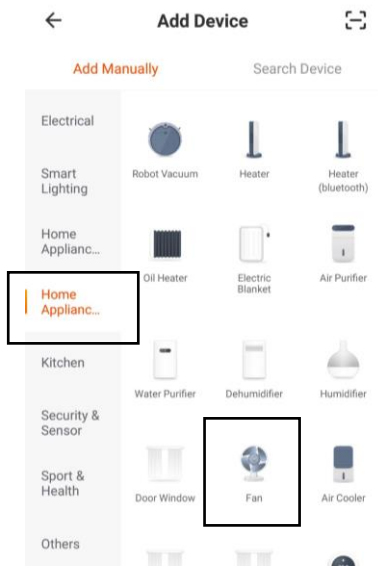 Add Device
Add Manually
Search Device
Electrical
Smart
Lighting
Home
Applianc...
Home
Applianc...
Kitchen
Security &
Sensor
Sport &
Health
Others
Robot Vacuum
Heater
Heater
(bluetooth)
Oil Heater
Electric
Blanket
Air Purifier
Water Purifier
Dehumidifier
Humidifier
Door Window
Fan
Air Cooler